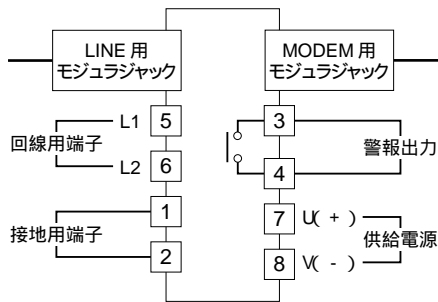 LINE 用
モジュラジャック
MODEM 用
モジュラジャック
L1
5
回線用端子
L2
6
3
警報出力
4
1
接地用端子
2
7
U( + )
供給電源
8
V( - )